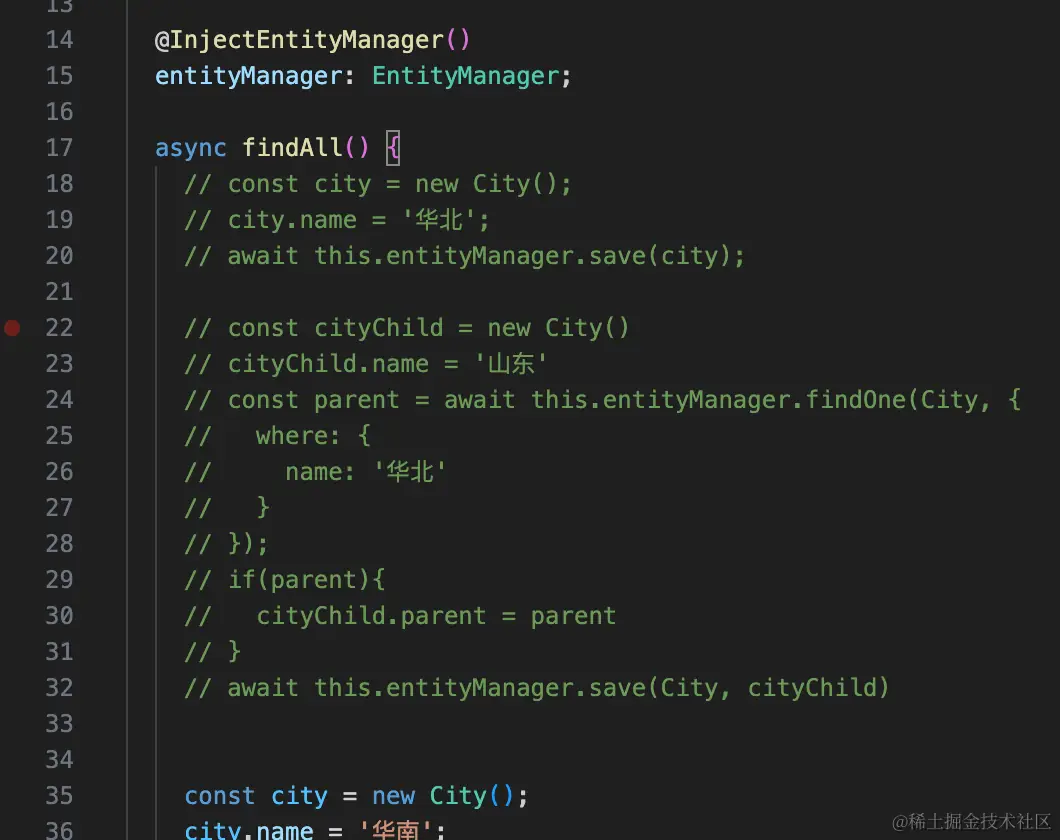 13
14 @InjectEntityManager()
15 entityManager: EntityManager;
16
17 async findAll() {
18 // const city = new City();
19 // city.name = '华北';
20 // await this.entityManager.save(city);
21
22 // const cityChild = new City()
23 // cityChild.name = '山东'
24 // const parent = await this.entityManager.findOne(City, {
25 //   where: {
26 //     name: '华北'
27 //   }
28 // });
29 // if(parent){
30 //   cityChild.parent = parent
31 // }
32 // await this.entityManager.save(City, cityChild)
33
34
35 const city = new City();
36 city.name = '华南';
@稀土掘金技术社区